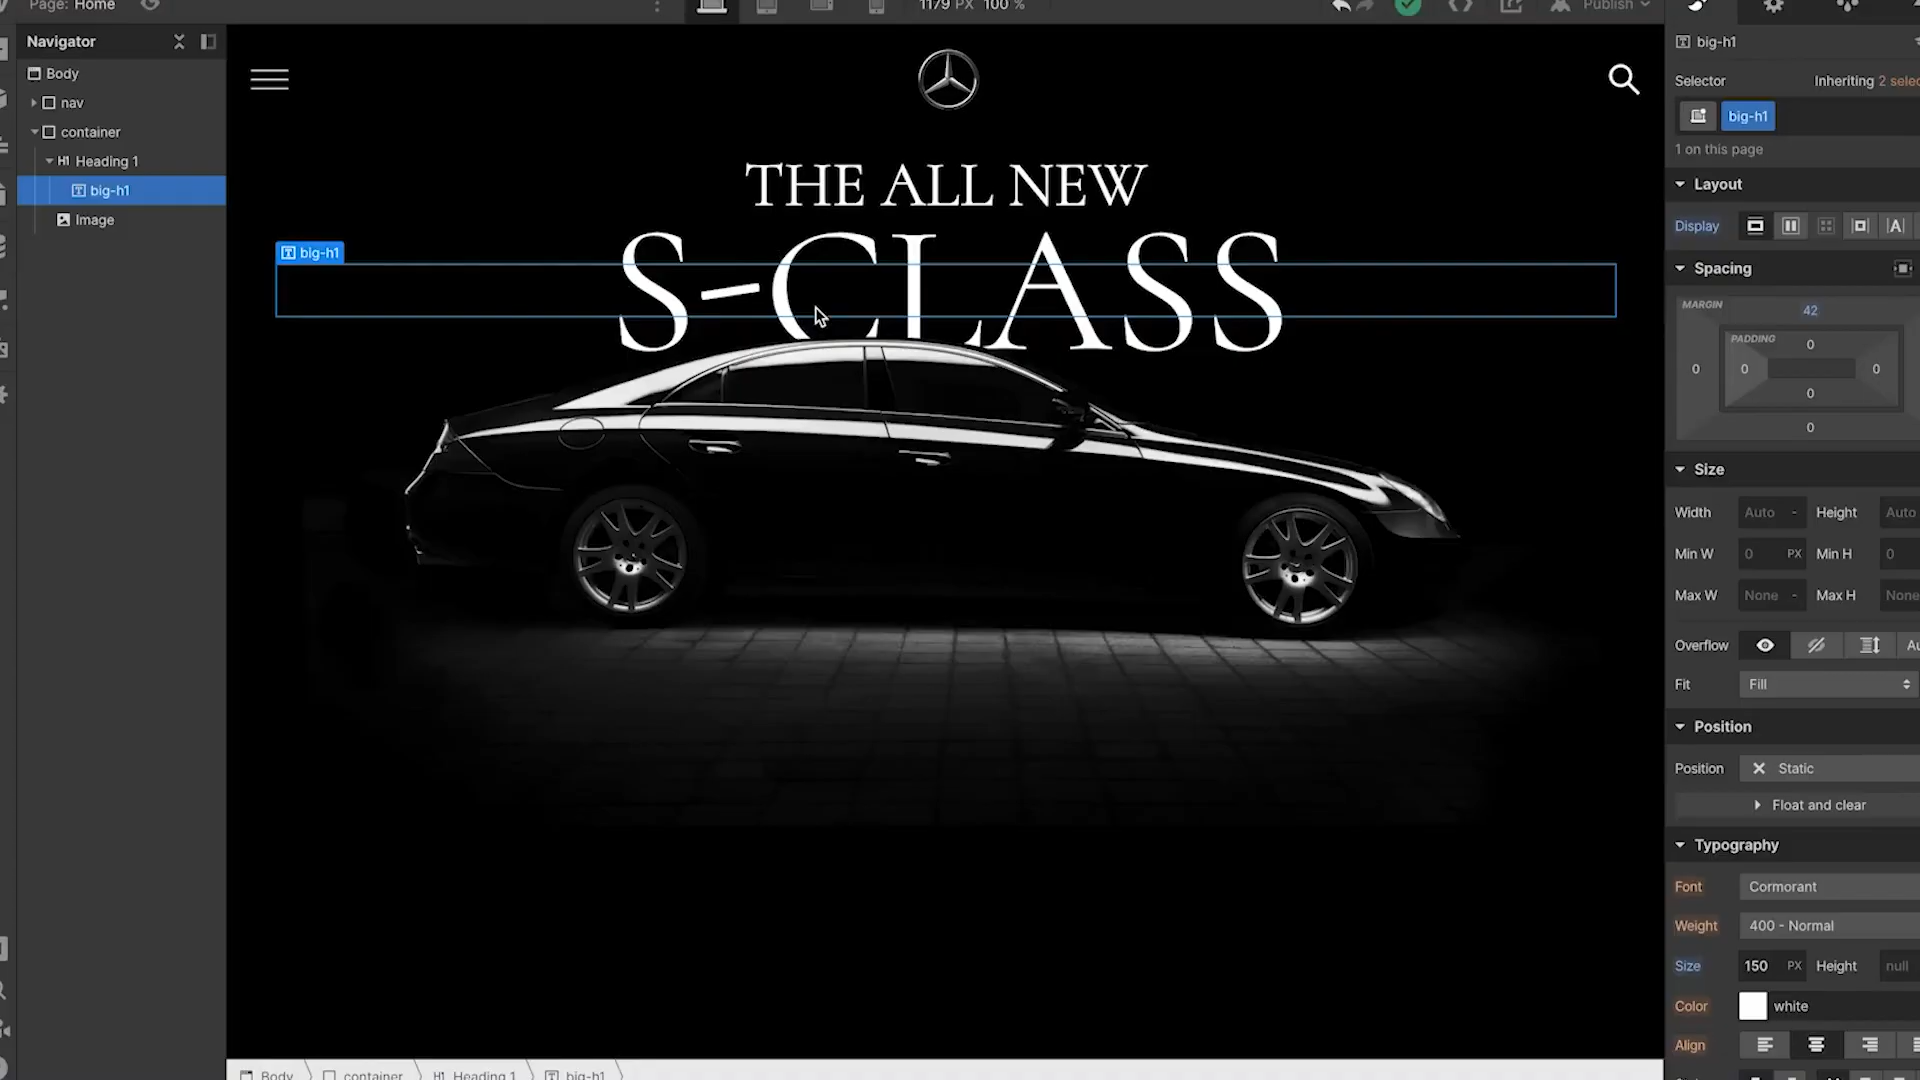 Page: Home
1179 PX 100 %
Publish
Navigator
Body
nav
container
H1 Heading 1
big-h1
Image
THE ALL NEW
S-CLASS
big-h1
big-h1
Selector
Inheriting 2 selec
big-h1
1 on this page
Layout
Display
Spacing
MARGIN
42
PADDING
0
0 0 0 0
0
0
Size
Width Auto - Height Auto
Min W 0 PX Min H 0
Max W None - Max H None
Overflow Au
Fit Fill
Position
Position Static
Float and clear
Typography
Font Cormorant
Weight 400 - Normal
Size 150 PX Height null
Color white
Align
Body container H1 Heading 1 big-h1